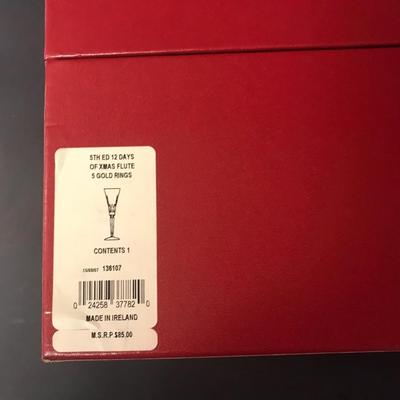 5TH ED 12 DAYS
OF XMAS FLUTE
5 GOLD RINGS
CONTENTS 1
136107
0 24258 37782 0
MADE IN IRELAND
M.S.R.P.$85.00